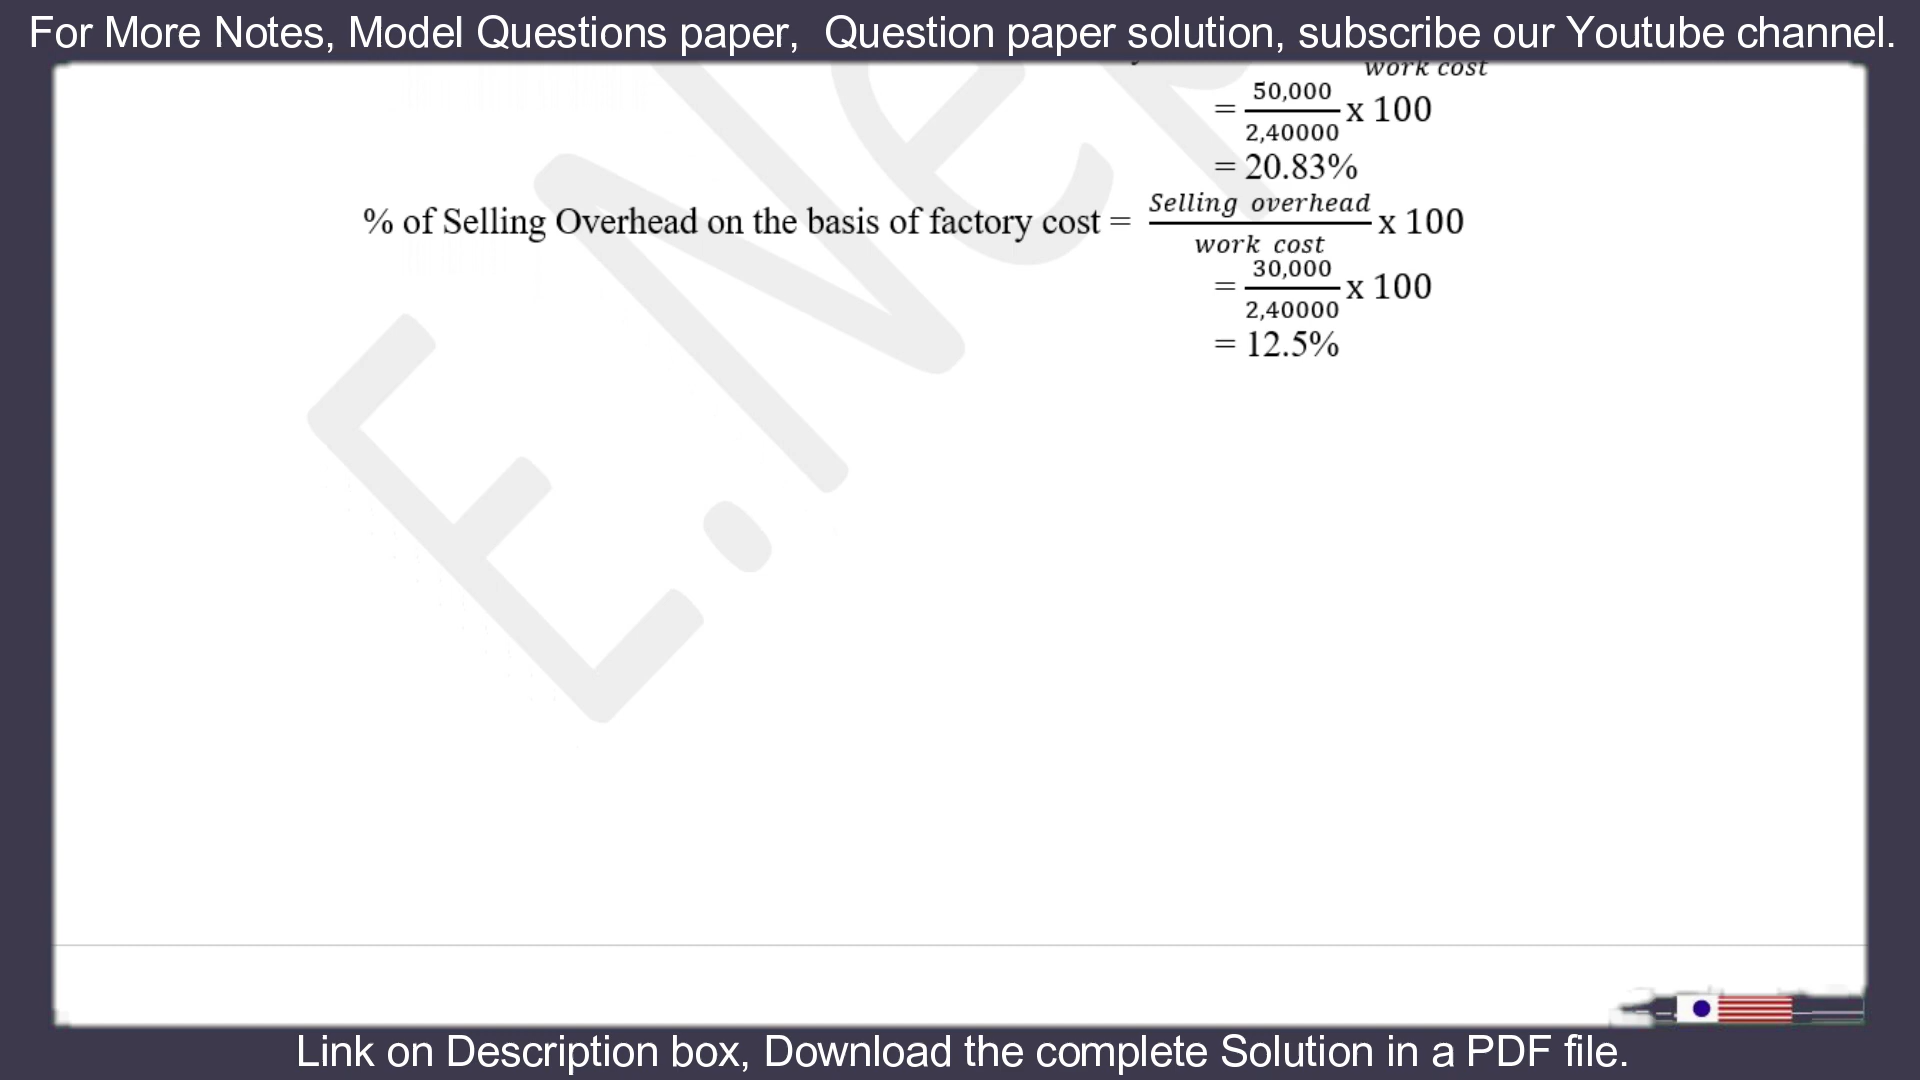 For More Notes, Model Questions paper,  Question paper solution, subscribe our Youtube channel.
work cost
= 50,000/2,40000 x 100
= 20.83%
% of Selling Overhead on the basis of factory cost = Selling overhead/work cost x 100
= 30,000/2,40000 x 100
= 12.5%
Link on Description box, Download the complete Solution in a PDF file.